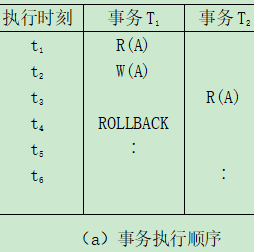 执行时刻 事务T₁ 事务T₂
t₁ R(A)
t₂ W(A)
t₃ R(A)
t₄ ROLLBACK
t₅ :
t₆ :
（a）事务执行顺序